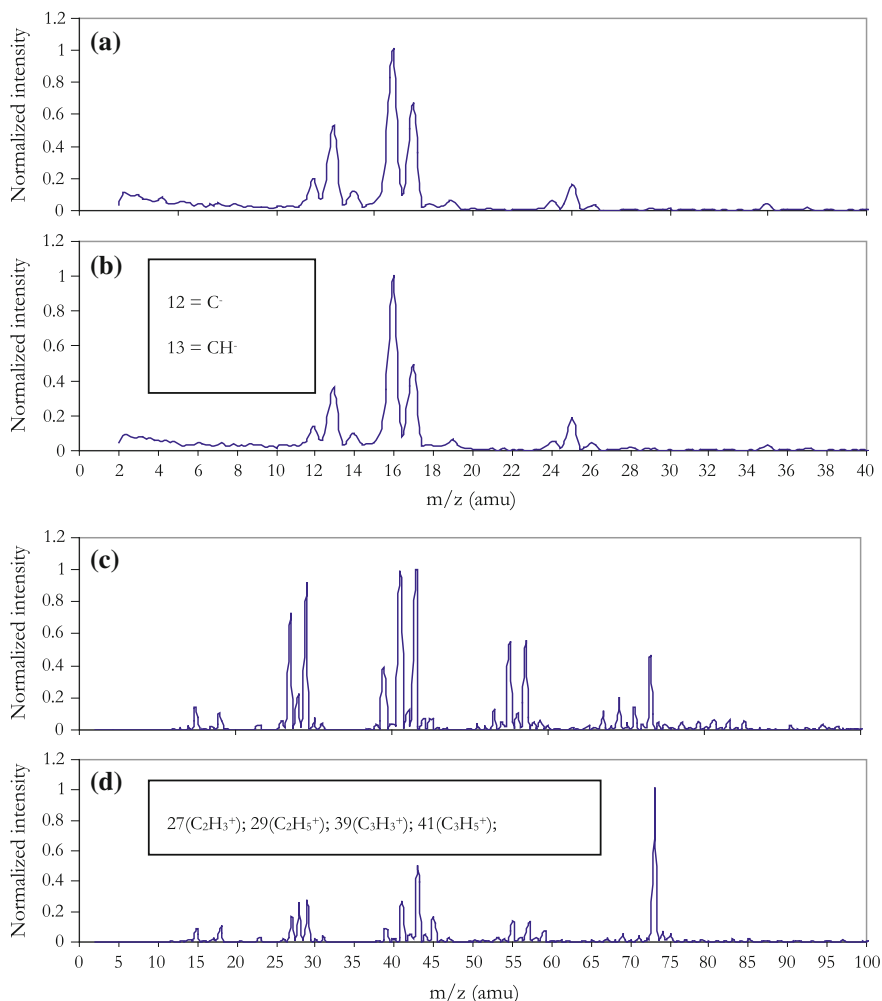 1.2
(a)
1
0.8
0.6
0.4
0.2
0
Normalized intensity
1.2
(b)
1
0.8
0.6
0.4
0.2
0
Normalized intensity
12 = C-
13 = CH-
0 2 4 6 8 10 12 14 16 18 20 22 24 26 28 30 32 34 36 38 40
m/z (amu)
1.2
(c)
1
0.8
0.6
0.4
0.2
0
Normalized intensity
1.2
(d)
1
0.8
0.6
0.4
0.2
0
Normalized intensity
27(C₂H₃⁺); 29(C₂H₅⁺); 39(C₃H₃⁺); 41(C₃H₅⁺);
0 5 10 15 20 25 30 35 40 45 50 55 60 65 70 75 80 85 90 95 100
m/z (amu)